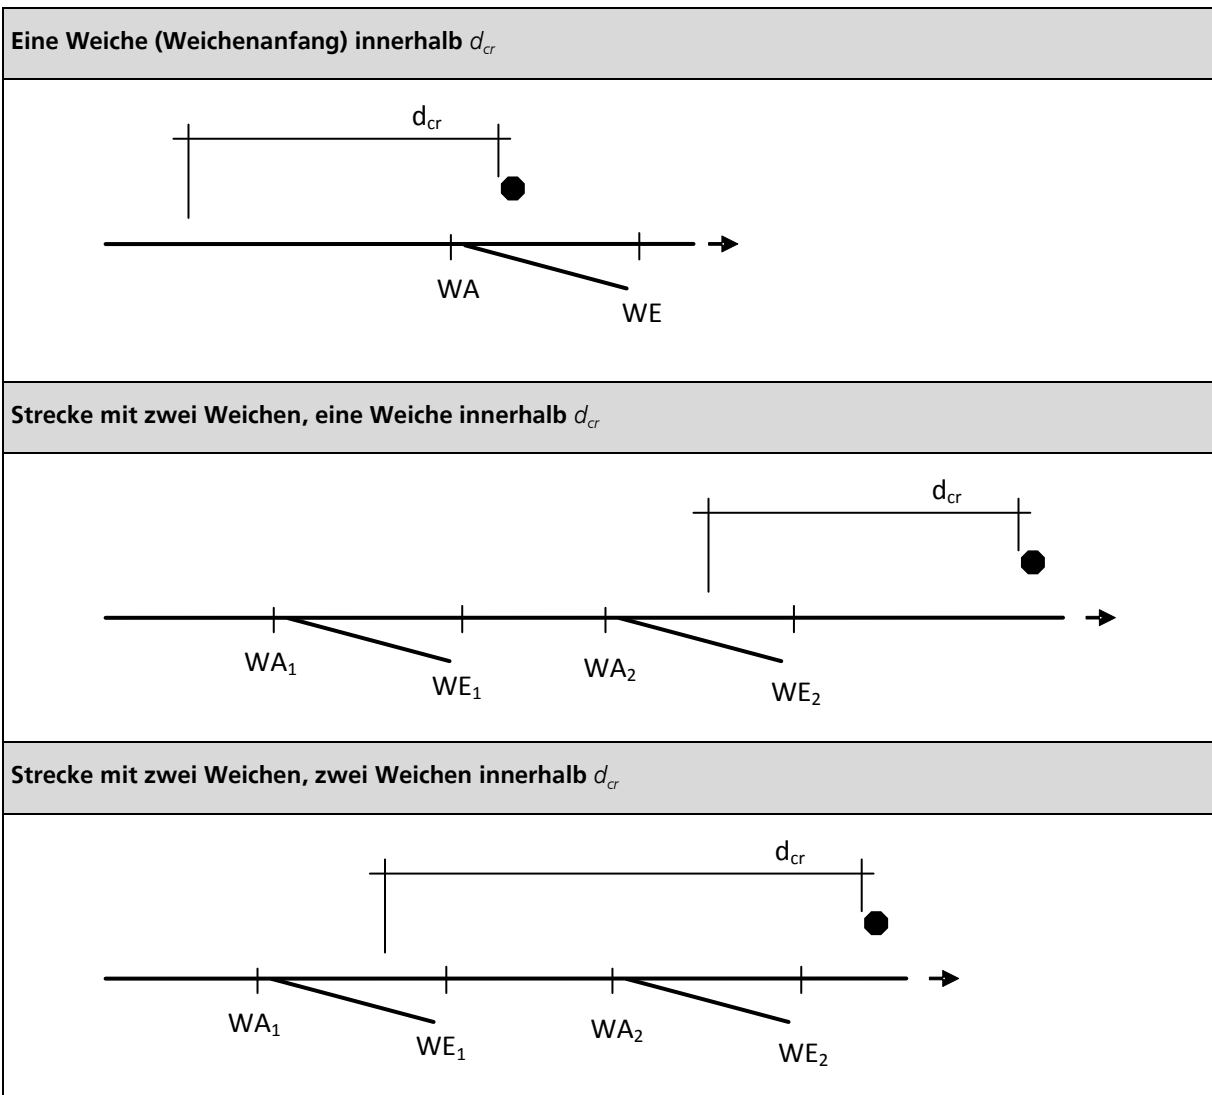 Eine Weiche (Weichenanfang) innerhalb dcr
dcr
WA
WE
Strecke mit zwei Weichen, eine Weiche innerhalb dcr
dcr
WA1
WE1
WA2
WE2
Strecke mit zwei Weichen, zwei Weichen innerhalb dcr
dcr
WA1
WE1
WA2
WE2